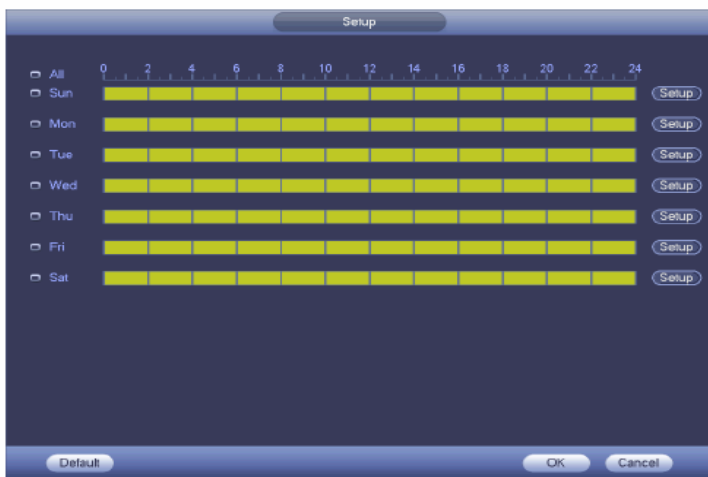 Setup
All 0 2 4 6 8 10 12 14 16 18 20 22 24
Sun Setup
Mon Setup
Tue Setup
Wed Setup
Thu Setup
Fri Setup
Sat Setup
Default OK Cancel